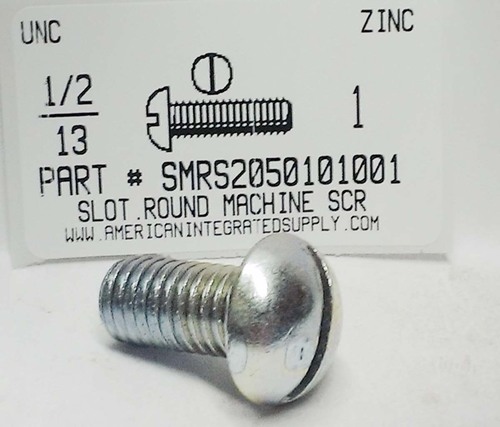 UNC ZINC
1/2
13
1
PART # SMRS2050101001
SLOT.ROUND MACHINE SCR
WWW.AMERICANINTEGRATEDSUPPLY.COM